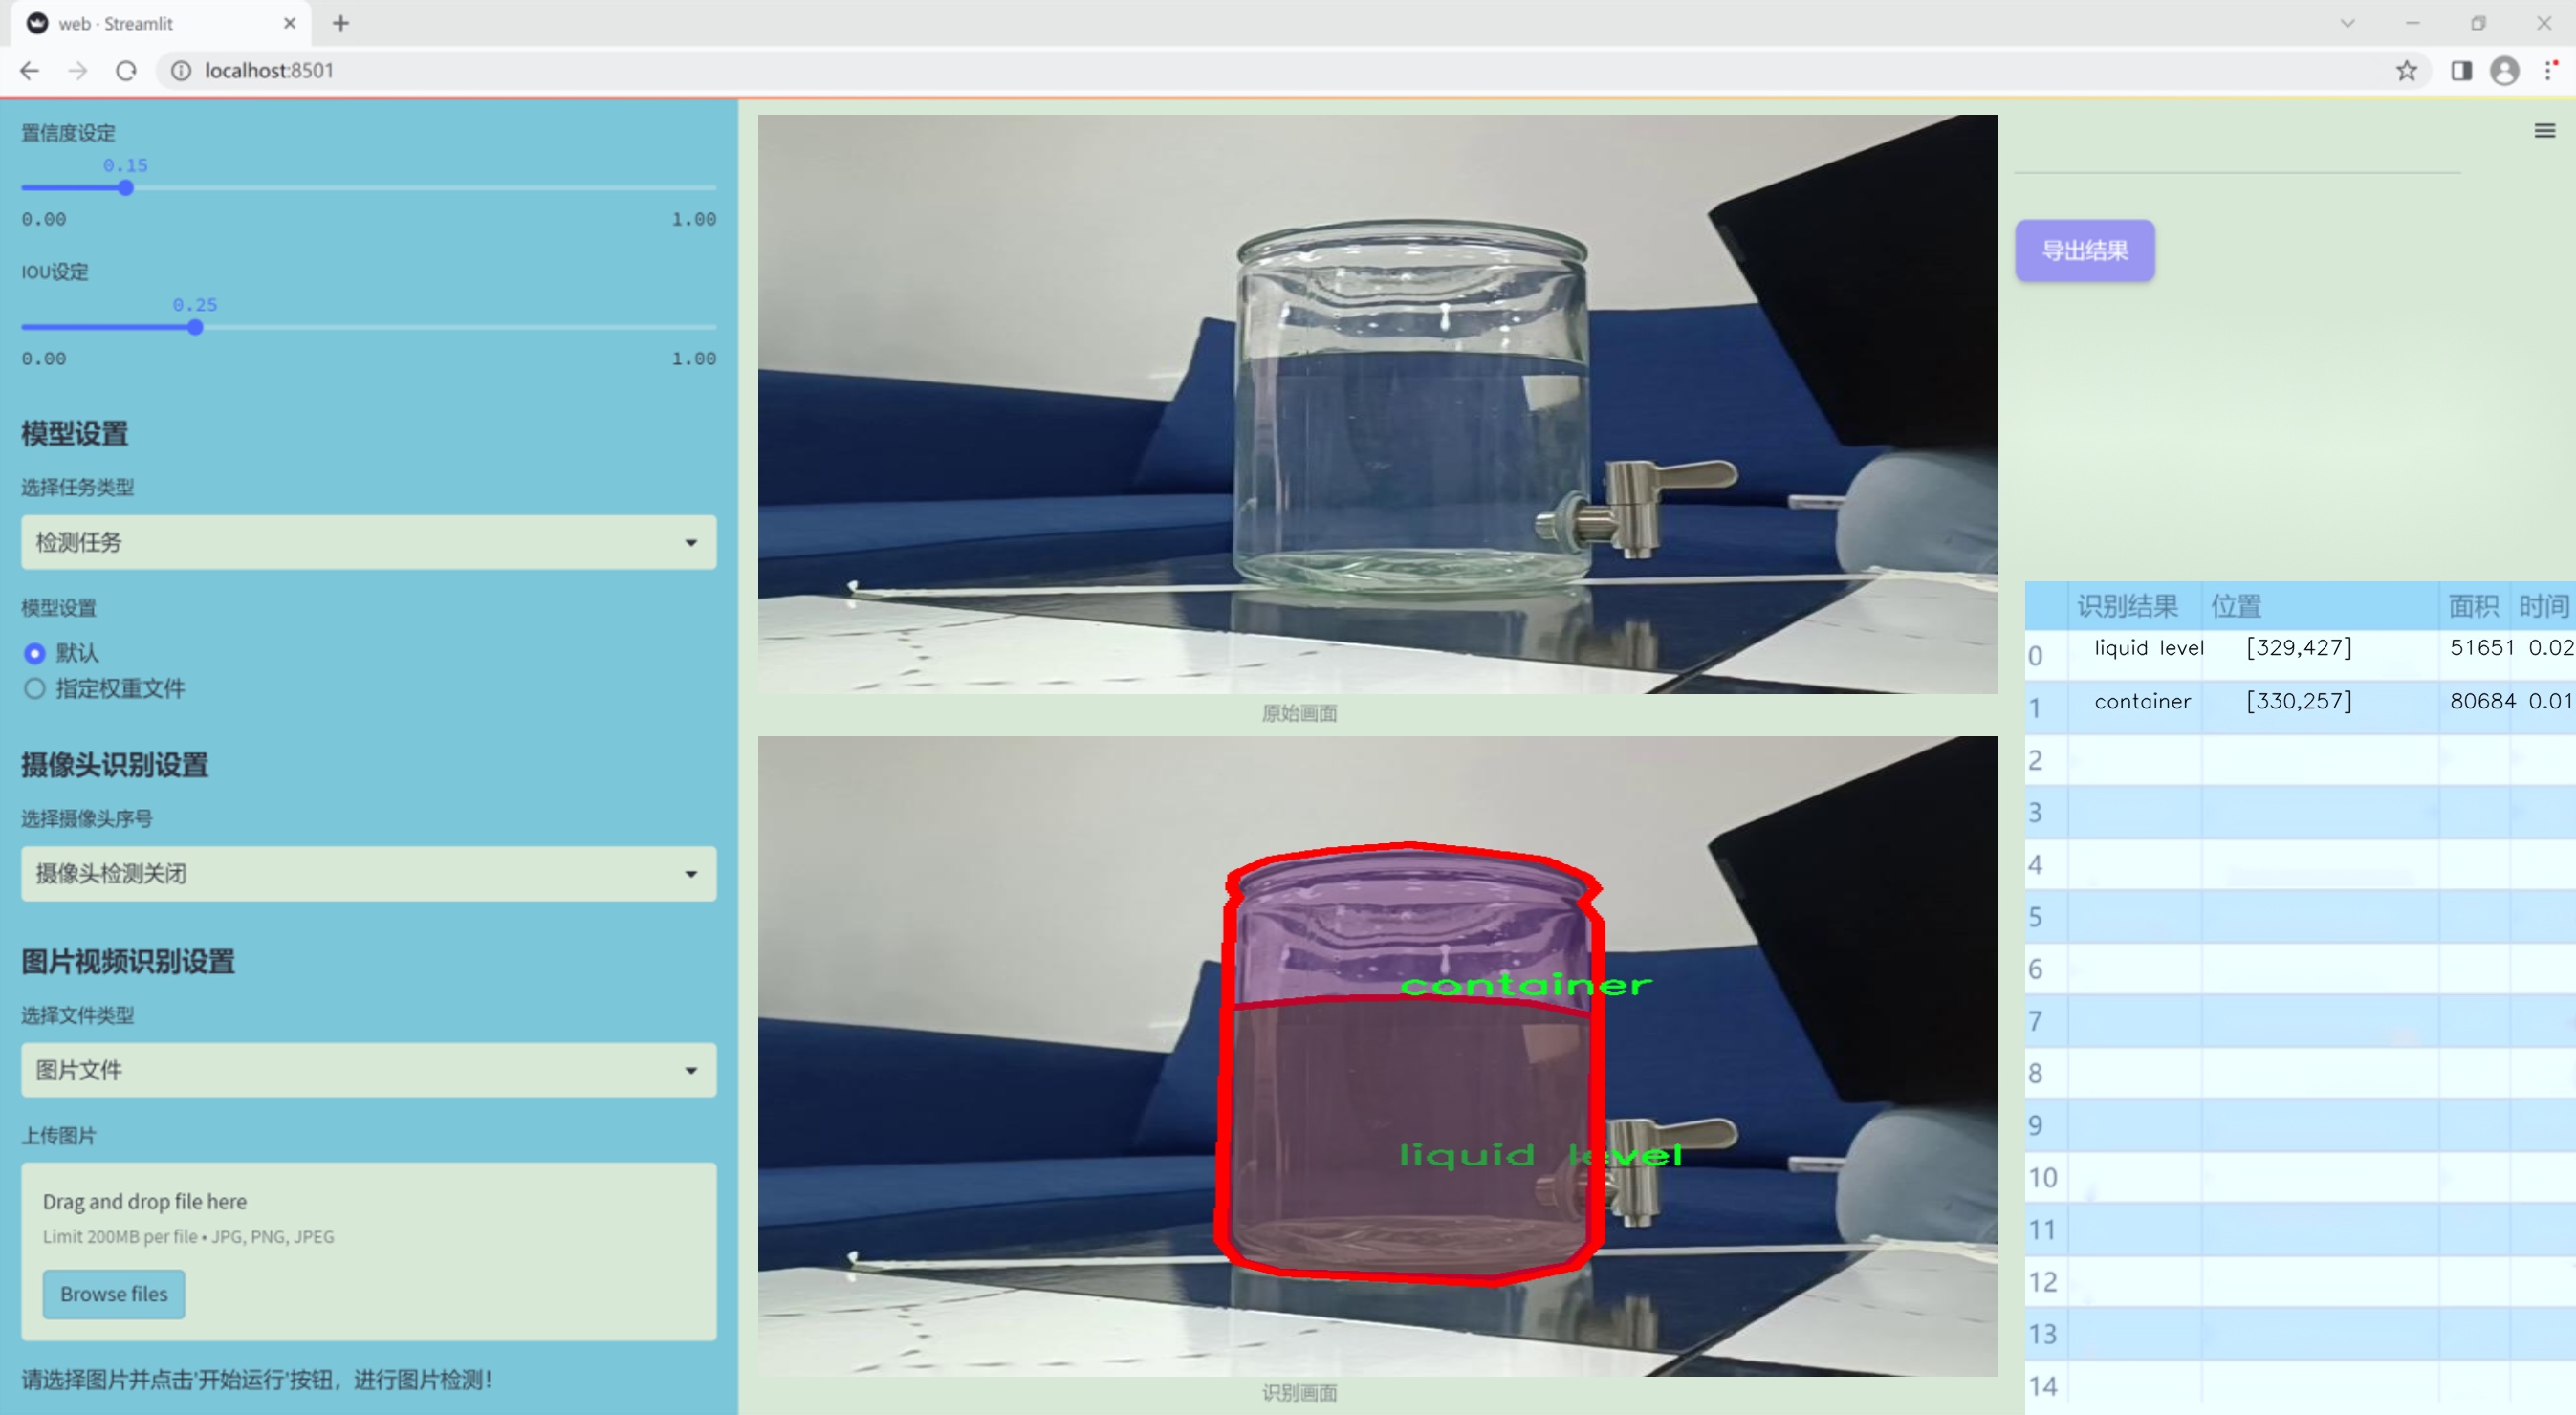 web · Streamlit
localhost:8501
置信度设定
0.15
0.00 1.00
IOU设定
0.25
0.00 1.00
模型设置
选择任务类型
检测任务
模型设置
默认
指定权重文件
摄像头识别设置
选择摄像头序号
摄像头检测关闭
图片视频识别设置
选择文件类型
图片文件
上传图片
Drag and drop file here
Limit 200MB per file • JPG, PNG, JPEG
Browse files
请选择图片并点击'开始运行'按钮，进行图片检测！
原始画面
container
liquid level
识别画面
导出结果
识别结果 位置 面积 时间
0 liquid level [329,427] 51651 0.02
1 container [330,257] 80684 0.01
2
3
4
5
6
7
8
9
10
11
12
13
14